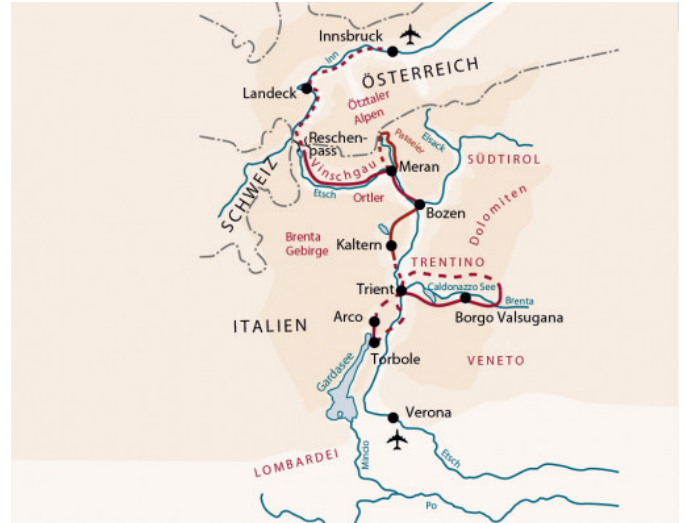 Innsbruck
Inn
ÖSTERREICH
Landeck
Ötztaler
Alpen
Reschen-
pass
Passeier
Eisack
SÜDTIROL
Vinschgau
Meran
SCHWEIZ
Etsch
Ortler
Bozen
Dolomiten
Brenta
Gebirge
Kaltern
TRENTINO
Trient
Caldonazzo See
Brenta
Arco
Borgo Valsugana
ITALIEN
Torbole
VENETO
Gardasee
Verona
LOMBARDEI
Mincio
Etsch
Po